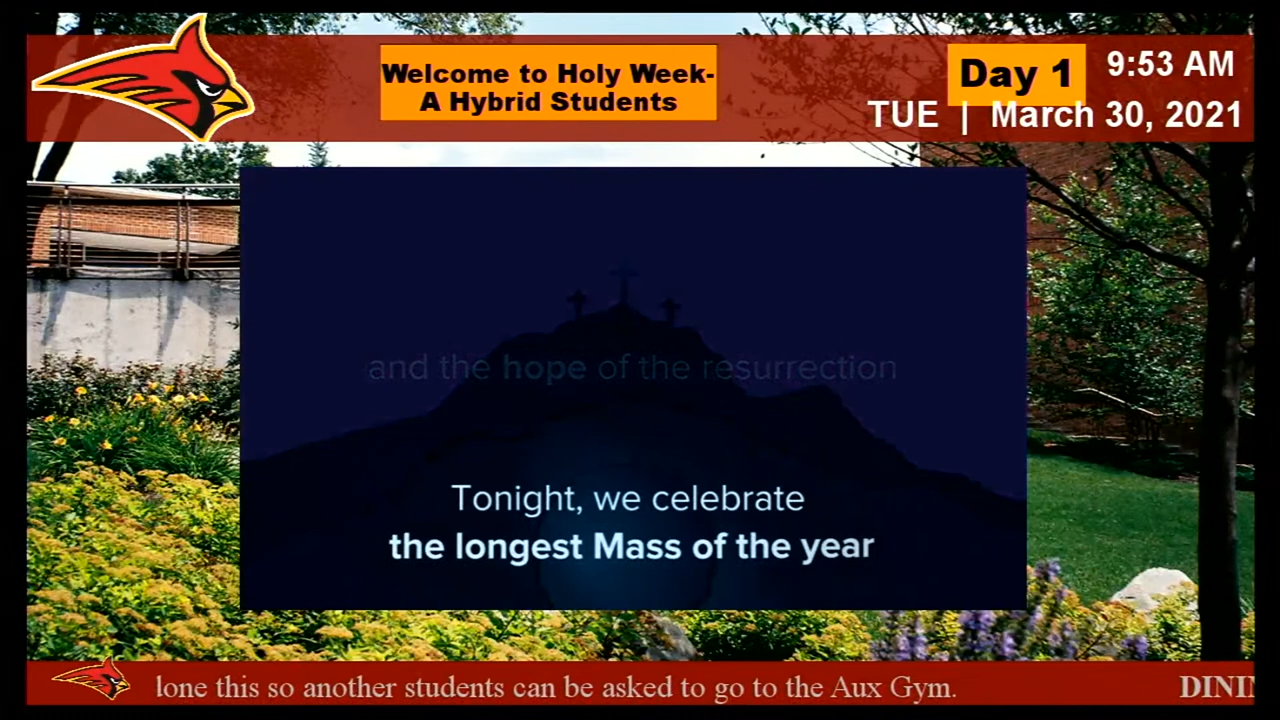 Welcome to Holy Week-
A Hybrid Students
Day 1
9:53 AM
TUE | March 30, 2021
and the hope of the resurrection
Tonight, we celebrate
the longest Mass of the year
lone this so another students can be asked to go to the Aux Gym.